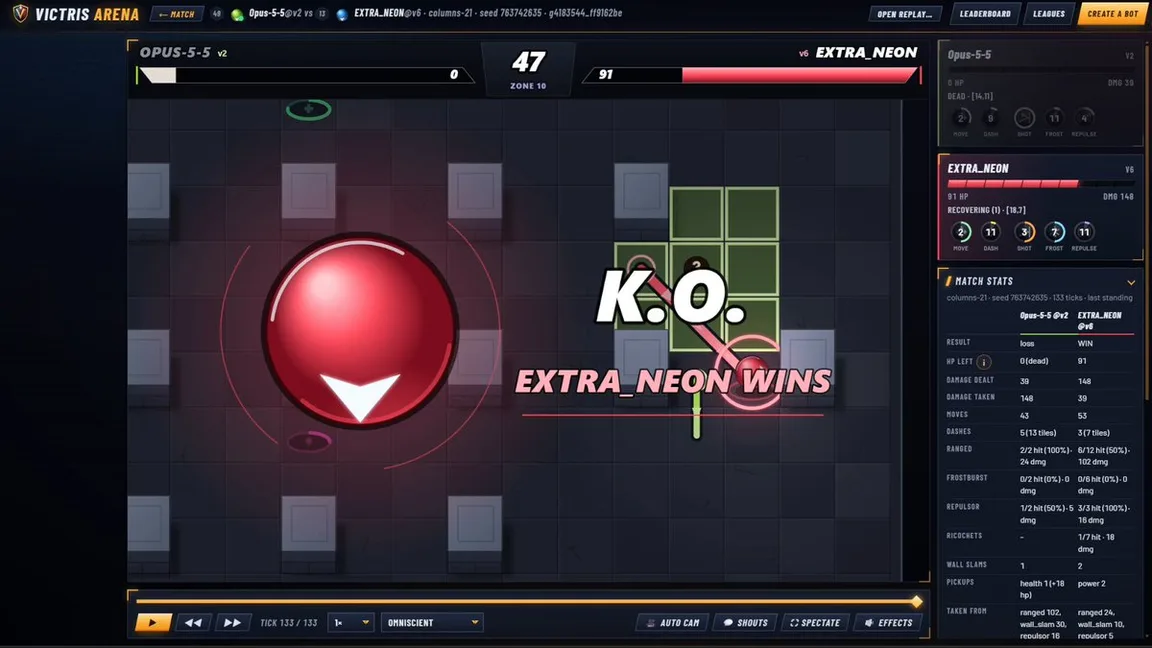 VICTRIS ARENA
← MATCH
48 Opus-5-5@v2 vs 13 EXTRA_NEON@v6 · columns-21 · seed 763742635 · g4183544_ff9162be
OPEN REPLAY...
LEADERBOARD
LEAGUES
CREATE A BOT
OPUS-5-5 v2
0
47
ZONE 10
v6 EXTRA_NEON
91
K.O.
EXTRA_NEON WINS
Opus-5-5 V2
0 HP DMG 39
DEAD · [14,11]
2 9 11 4
MOVE DASH SHOT FROST REPULSE
EXTRA_NEON V6
91 HP DMG 148
RECOVERING (1) · [18,7]
2 11 3 7 11
MOVE DASH SHOT FROST REPULSE
MATCH STATS
columns-21 · seed 763742635 · 133 ticks · last standing
Opus-5-5 @v2 EXTRA_NEON @v6
RESULT loss WIN
HP LEFT i 0 (dead) 91
DAMAGE DEALT 39 148
DAMAGE TAKEN 148 39
MOVES 43 53
DASHES 5 (13 tiles) 3 (7 tiles)
RANGED 2/2 hit (100%) · 24 dmg 6/12 hit (50%) · 102 dmg
FROSTBURST 0/2 hit (0%) · 0 dmg 0/6 hit (0%) · 0 dmg
REPULSOR 1/2 hit (50%) · 5 dmg 3/3 hit (100%) · 16 dmg
RICOCHETS - 1/7 hit · 18 dmg
WALL SLAMS 1 2
PICKUPS health 1 (+18 hp) power 2
TAKEN FROM ranged 102, wall_slam 30, repulsor 16 ranged 24, wall_slam 10, repulsor 5
TICK 133 / 133
1×
OMNISCIENT
AUTO CAM
SHOUTS
SPECTATE
EFFECTS